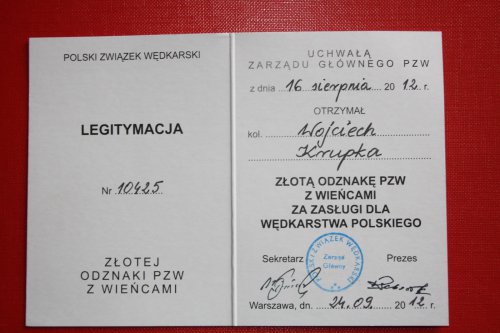 POLSKI ZWIĄZEK WĘDKARSKI
LEGITYMACJA
Nr 10425
ZŁOTEJ
ODZNAKI PZW
Z WIEŃCAMI
UCHWAŁĄ
ZARZĄDU GŁÓWNEGO PZW
z dnia 16 sierpnia 2012 r.
OTRZYMAŁ
kol. Wojciech
Krupka
ZŁOTĄ ODZNAKĘ PZW
Z WIEŃCAMI
ZA ZASŁUGI DLA
WĘDKARSTWA POLSKIEGO
Sekretarz Prezes
POLSKI ZWIĄZEK WĘDKARSKI
Zarząd
Główny
Warszawa, dn. 24.09. 2012 r.